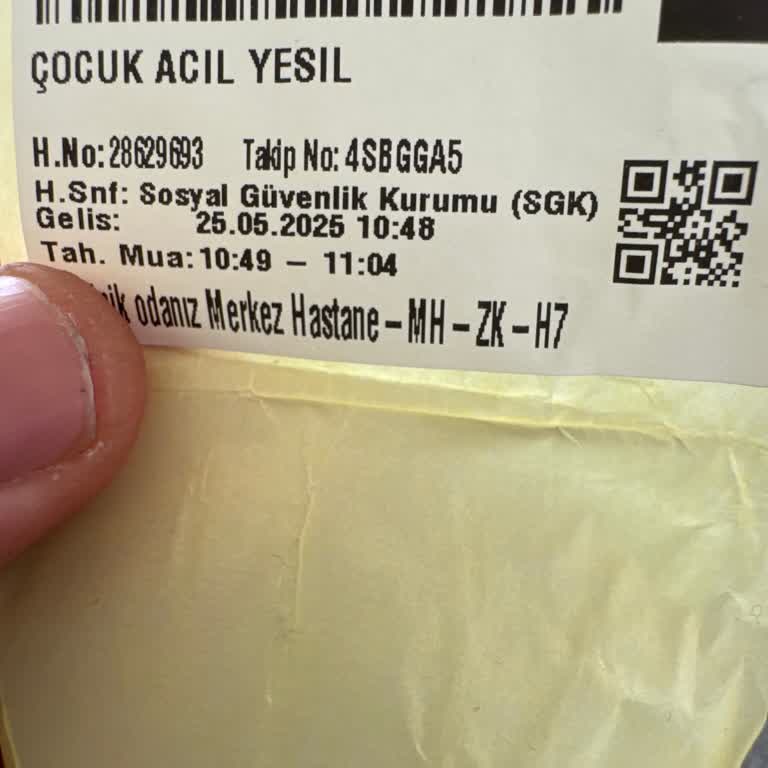 ÇOCUK ACIL YESIL
H.No: 28629693 Takip No: 4SBGGA5
H.Snf: Sosyal Güvenlik Kurumu (SGK)
Gelis: 25.05.2025 10:48
Tah. Mua: 10:49 – 11:04
odanız Merkez Hastane – MH – ZK – H7